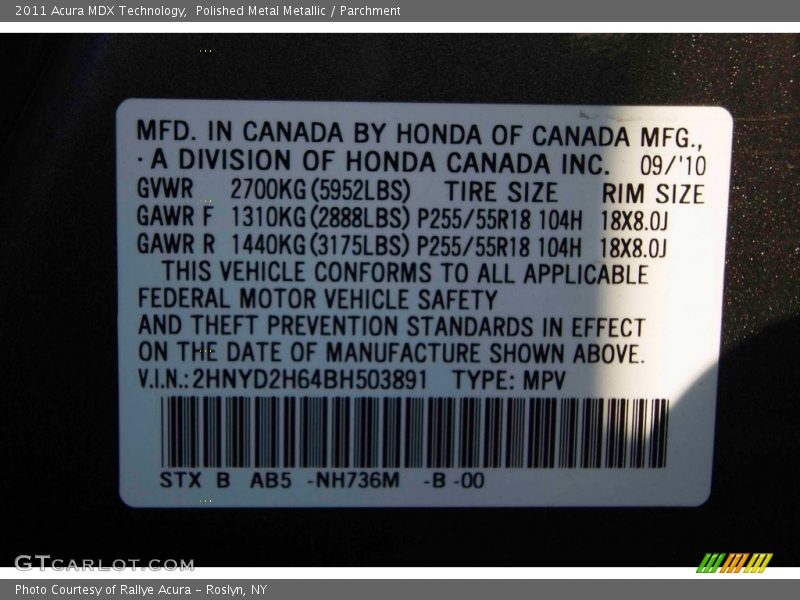 2011 Acura MDX Technology,  Polished Metal Metallic / Parchment
MFD. IN CANADA BY HONDA OF CANADA MFG.,
· A DIVISION OF HONDA CANADA INC. 09/'10
GVWR 2700KG(5952LBS) TIRE SIZE RIM SIZE
GAWR F 1310KG(2888LBS) P255/55R18 104H 18X8.0J
GAWR R 1440KG(3175LBS) P255/55R18 104H 18X8.0J
THIS VEHICLE CONFORMS TO ALL APPLICABLE
FEDERAL MOTOR VEHICLE SAFETY
AND THEFT PREVENTION STANDARDS IN EFFECT
ON THE DATE OF MANUFACTURE SHOWN ABOVE.
V.I.N.:2HNYD2H64BH503891 TYPE: MPV
STX B AB5 -NH736M -B -00
GTCARLOT.COM
Photo Courtesy of Rallye Acura – Roslyn, NY